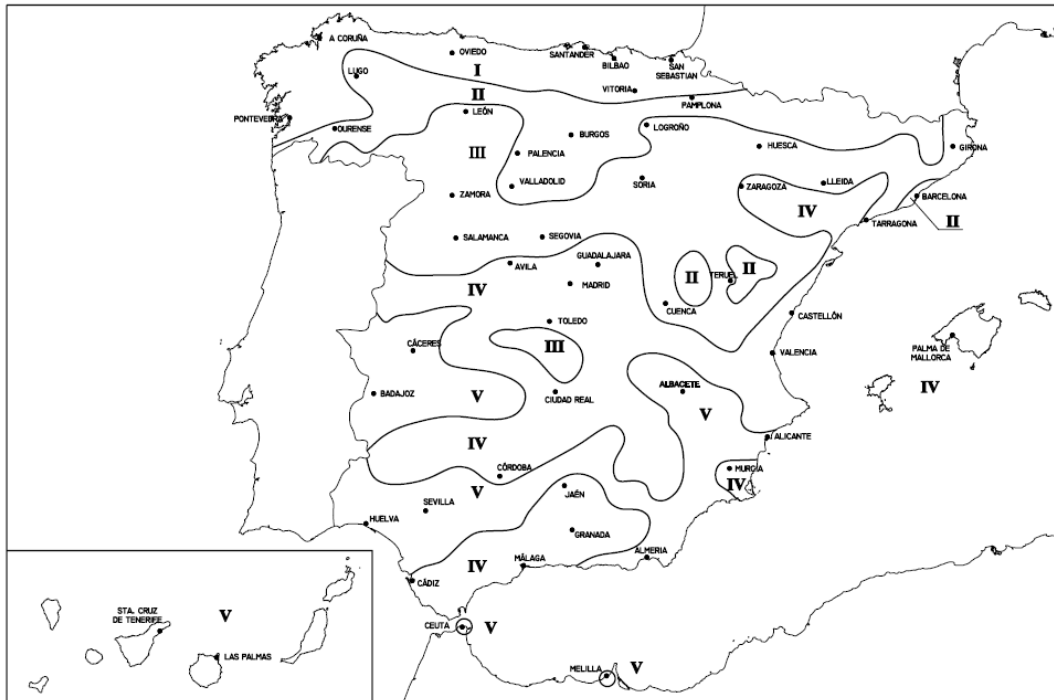 A CORUÑA
OVIEDO
SANTANDER
BILBAO
SAN
SEBASTIAN
LUGO
I
II
VITORIA
PAMPLONA
PONTEVEDRA
OURENSE
LEÓN
BURGOS
LOGROÑO
HUESCA
GIRONA
III
PALENCIA
VALLADOLID
ZAMORA
SORIA
ZARAGOZA
LLEIDA
BARCELONA
IV
TARRAGONA
II
SALAMANCA
SEGOVIA
AVILA
GUADALAJARA
MADRID
IV
II
II
TERUEL
CUENCA
TOLEDO
CASTELLÓN
III
CÁCERES
VALENCIA
PALMA DE
MALLORCA
IV
BADAJOZ
V
CIUDAD REAL
ALBACETE
V
ALICANTE
IV
CÓRDOBA
MURCIA
IV
V
JAÉN
SEVILLA
HUELVA
GRANADA
IV
MÁLAGA
ALMERIA
CÁDIZ
STA. CRUZ
DE TENERIFE
V
LAS PALMAS
CEUTA
V
MELILLA
V